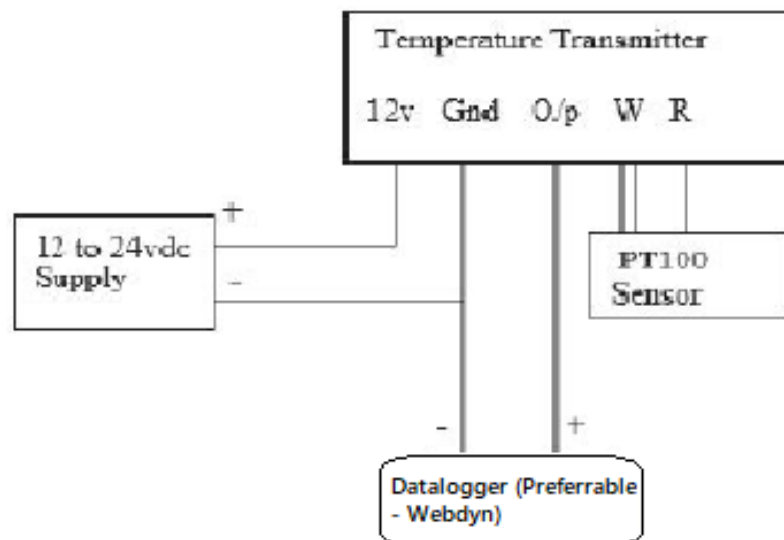 Temperature Transmitter
12v Gnd O/p W R
+
12 to 24vdc
Supply
-
PT100
Sensor
- +
Datalogger (Preferrable
- Webdyn)